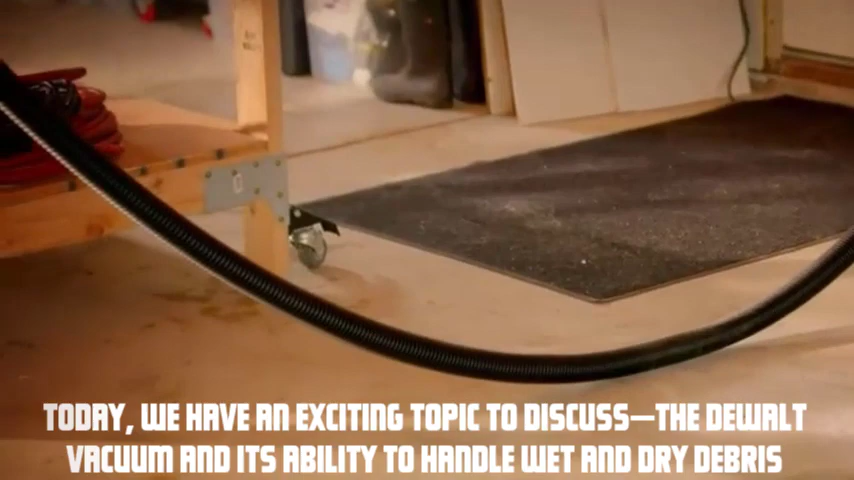 TODAY, WE HAVE AN EXCITING TOPIC TO DISCUSS—THE DEWALT
VACUUM AND ITS ABILITY TO HANDLE WET AND DRY DEBRIS